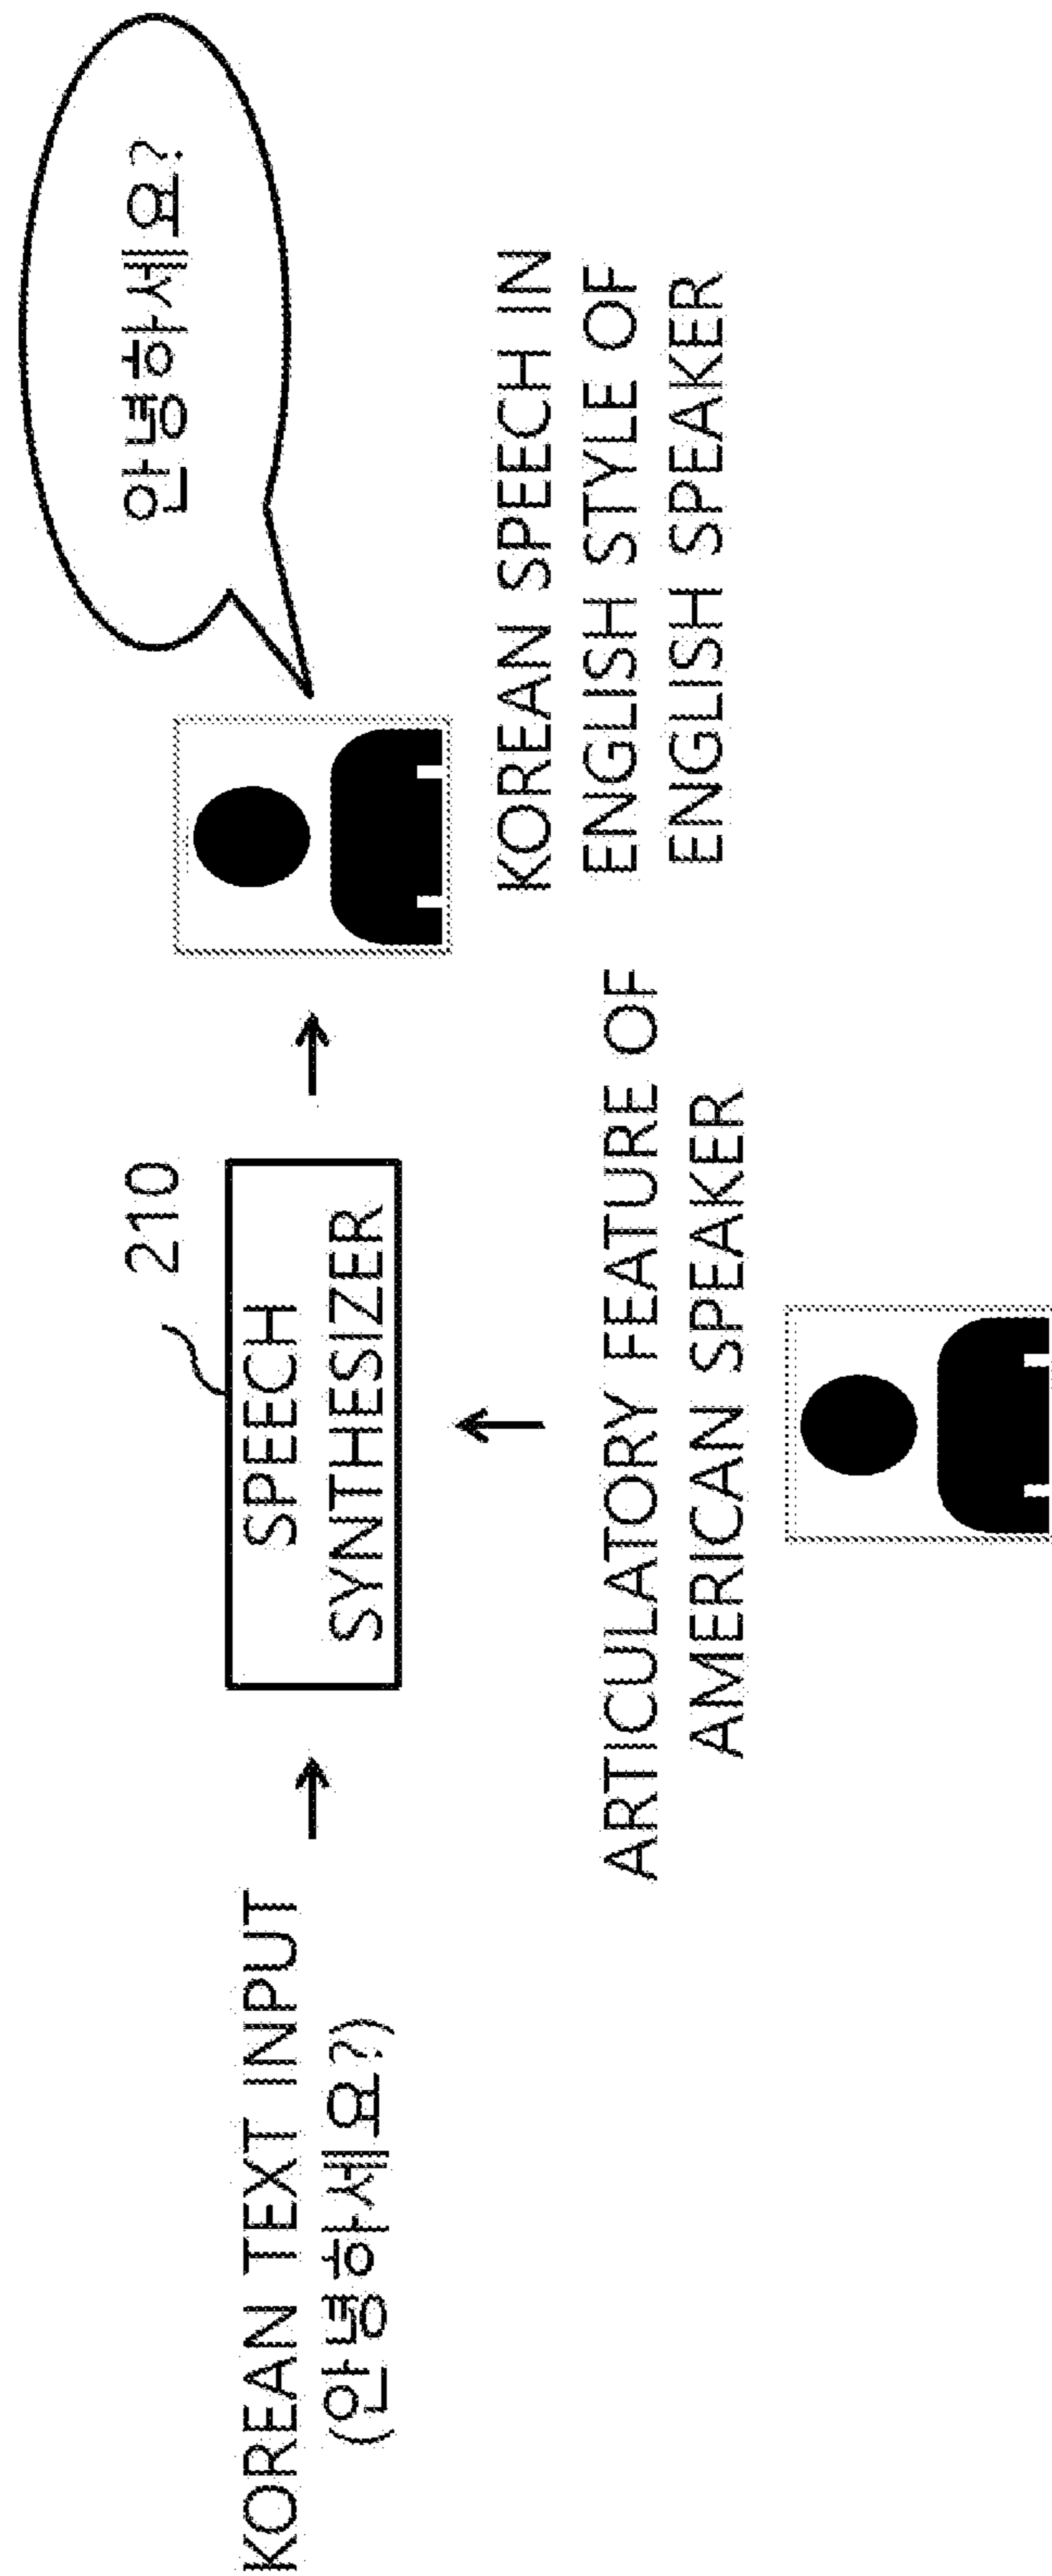 KOREAN TEXT INPUT
(안녕하세요?)
210
SPEECH
SYNTHESIZER
ARTICULATORY FEATURE OF
AMERICAN SPEAKER
안녕하세요?
KOREAN SPEECH IN
ENGLISH STYLE OF
ENGLISH SPEAKER